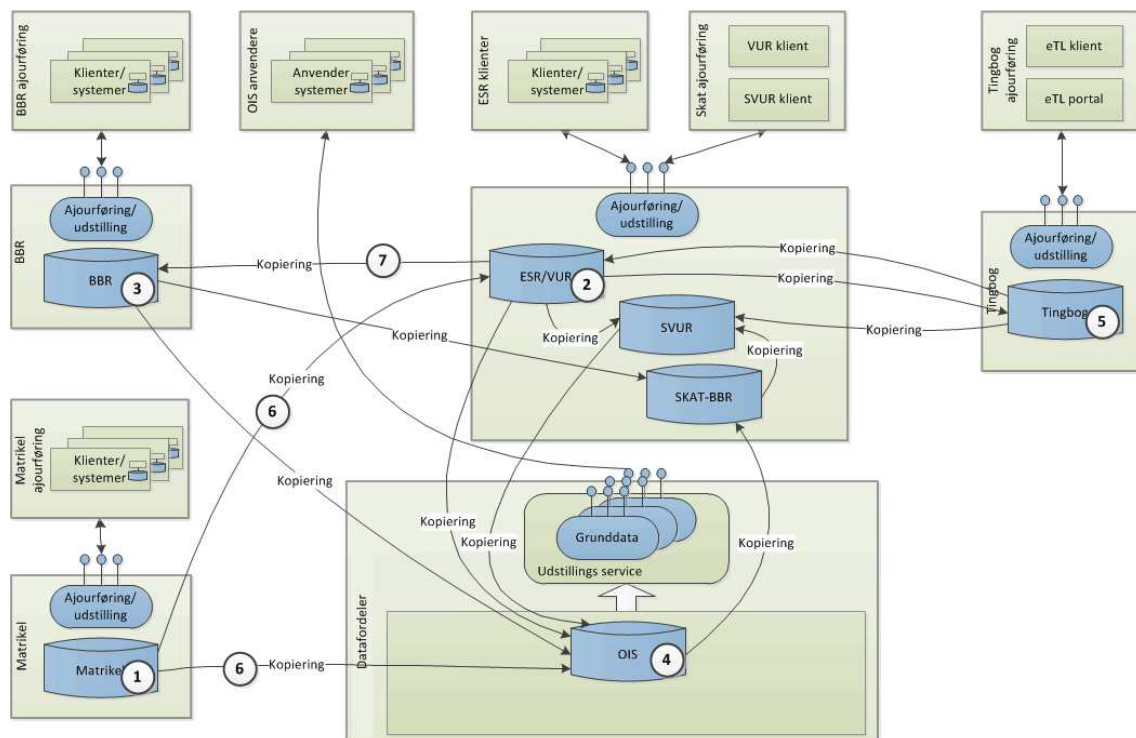 BBR ajourføring
Klienter/
systemer
OIS anvendere
Anvender
systemer
ESR klienter
Klienter/
systemer
Skat ajourføring
VUR klient
SVUR klient
Tingbog
ajourføring
eTL klient
eTL portal
BBR
Ajourføring/
udstilling
BBR
3
Kopiering
7
Ajourføring/
udstilling
ESR/VUR
2
Kopiering
Kopiering
Tingbog
Ajourføring/
udstilling
Tingbog
5
Kopiering
Kopiering
SVUR
Kopiering
Kopiering
Kopiering
6
SKAT-BBR
Matrikel
ajourføring
Klienter/
systemer
Kopiering
Kopiering
Kopiering
Kopiering
Datafordeler
Grunddata
Udstillings service
Matrikel
Ajourføring/
udstilling
Matrikel
1
6
Kopiering
OIS
4